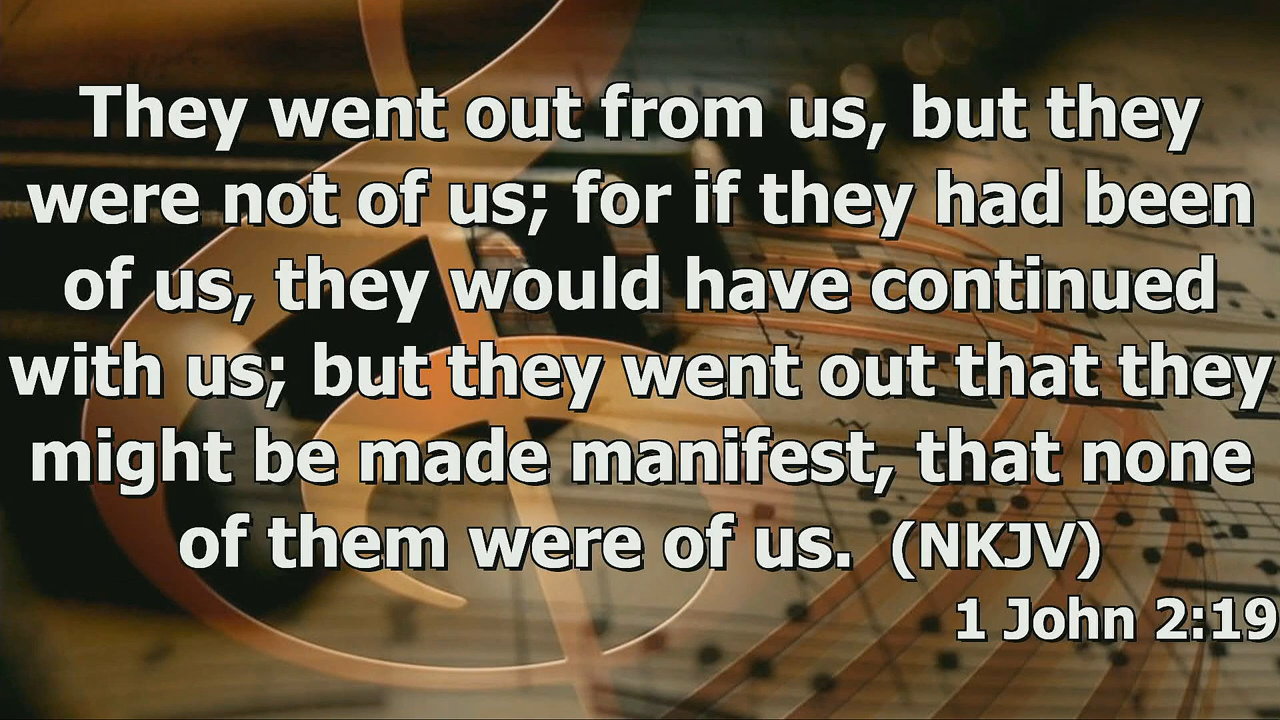 They went out from us, but they
were not of us; for if they had been
of us, they would have continued
with us; but they went out that they
might be made manifest, that none
of them were of us. (NKJV)
1 John 2:19